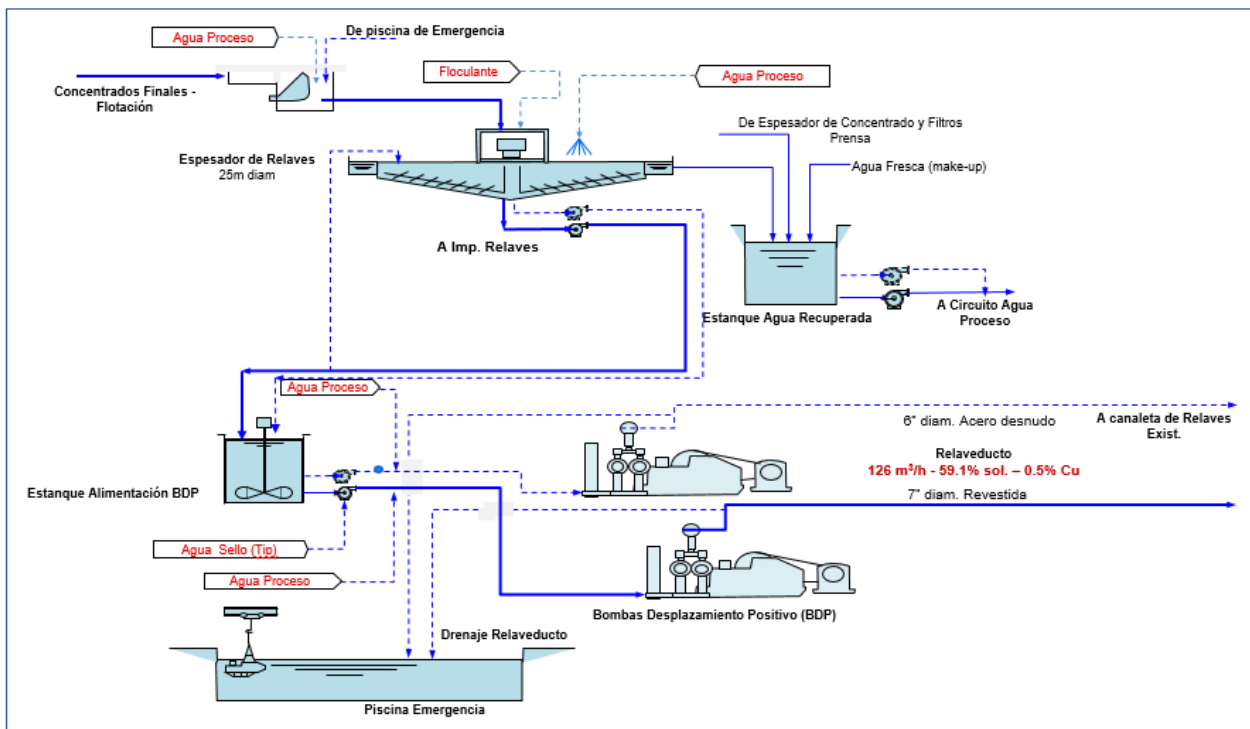 De piscina de Emergencia
Agua Proceso
Concentrados Finales -
Flotación
Floculante
Agua Proceso
De Espesador de Concentrado y Filtros
Prensa
Espesador de Relaves
25m diam
Agua Fresca (make-up)
A Imp. Relaves
Estanque Agua Recuperada
A Circuito Agua
Proceso
Agua Proceso
6" diam. Acero desnudo
A canaleta de Relaves
Exist.
Relaveducto
126 m³/h - 59.1% sol. – 0.5% Cu
7" diam. Revestida
Estanque Alimentación BDP
Agua Sello (Tip)
Agua Proceso
Bombas Desplazamiento Positivo (BDP)
Drenaje Relaveducto
Piscina Emergencia